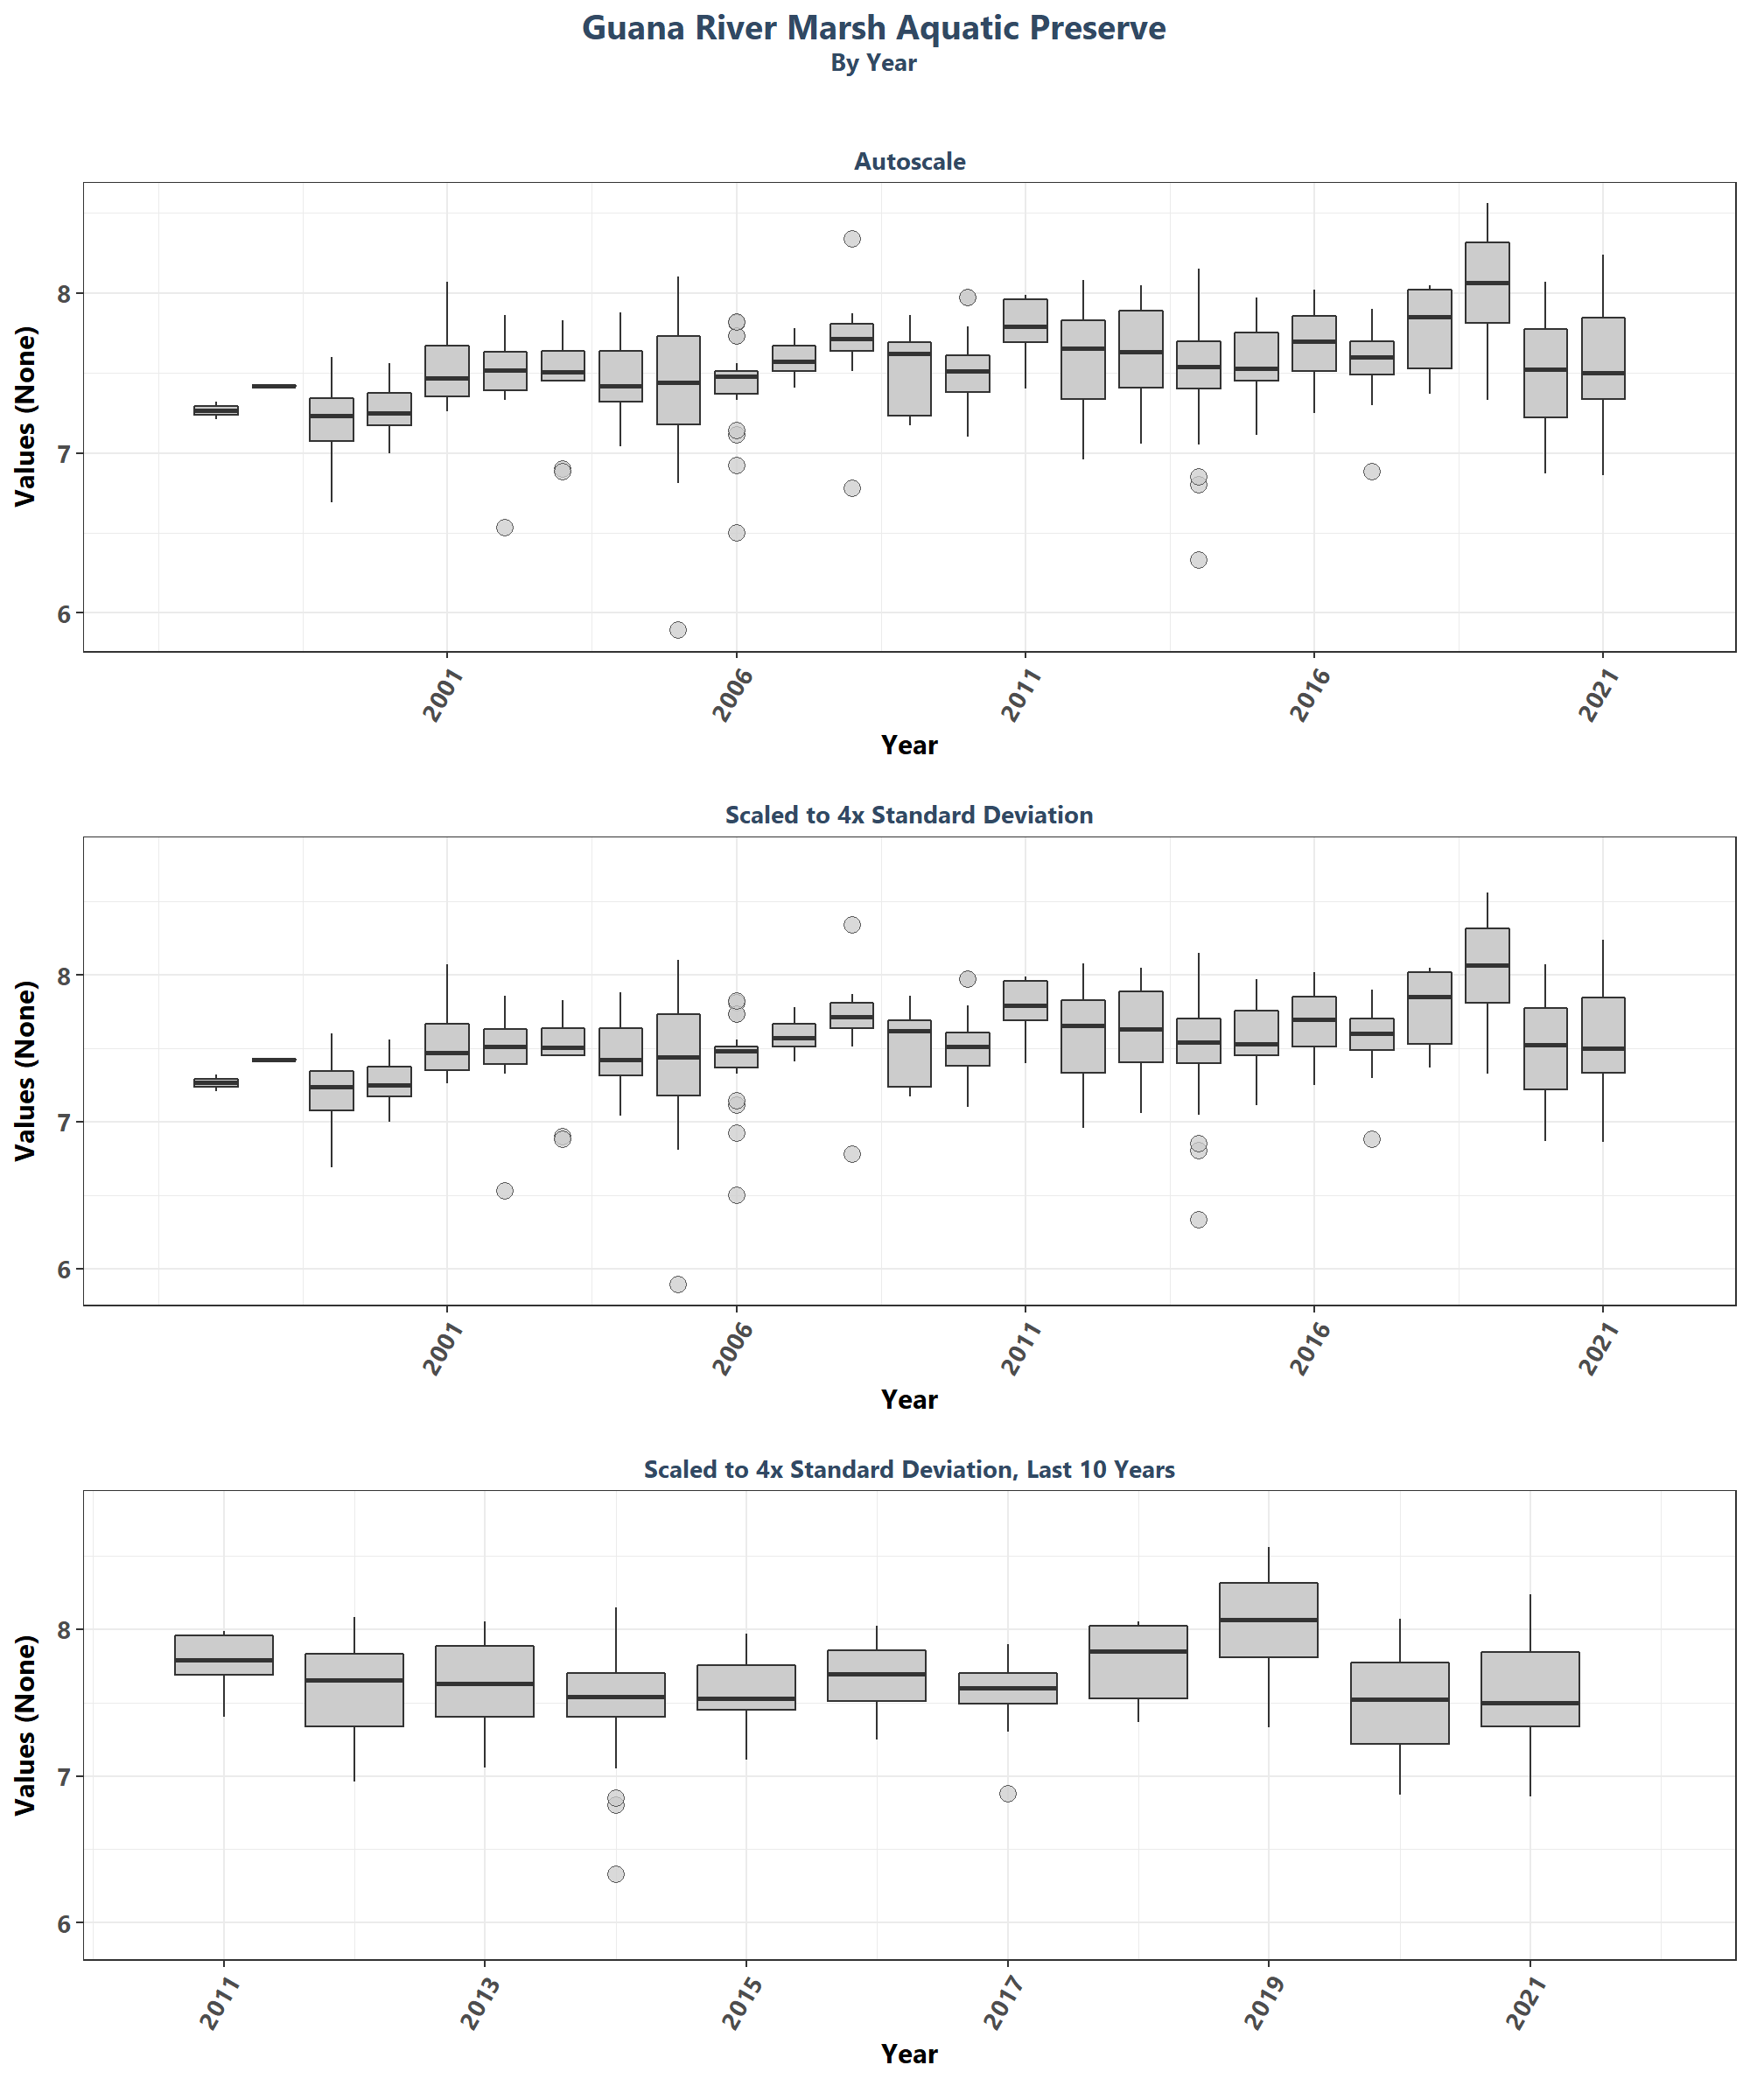 Guana River Marsh Aquatic Preserve
By Year
Autoscale
Values (None)
8
7
6
2001 2006 2011 2016 2021
Year
Scaled to 4x Standard Deviation
Values (None)
8
7
6
2001 2006 2011 2016 2021
Year
Scaled to 4x Standard Deviation, Last 10 Years
Values (None)
8
7
6
2011 2013 2015 2017 2019 2021
Year